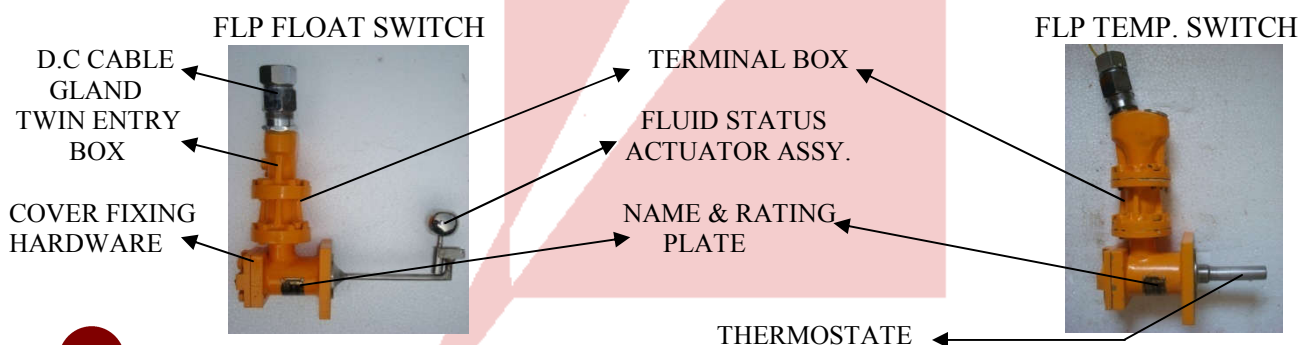 FLP FLOAT SWITCH
FLP TEMP. SWITCH
D.C CABLE
GLAND
TWIN ENTRY
BOX
COVER FIXING
HARDWARE
TERMINAL BOX
FLUID STATUS
ACTUATOR ASSY.
NAME & RATING
PLATE
THERMOSTATE